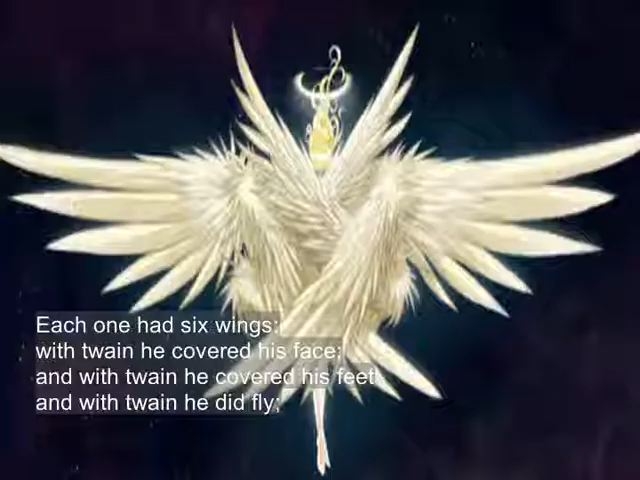 Each one had six wings:
with twain he covered his face;
and with twain he covered his feet
and with twain he did fly;